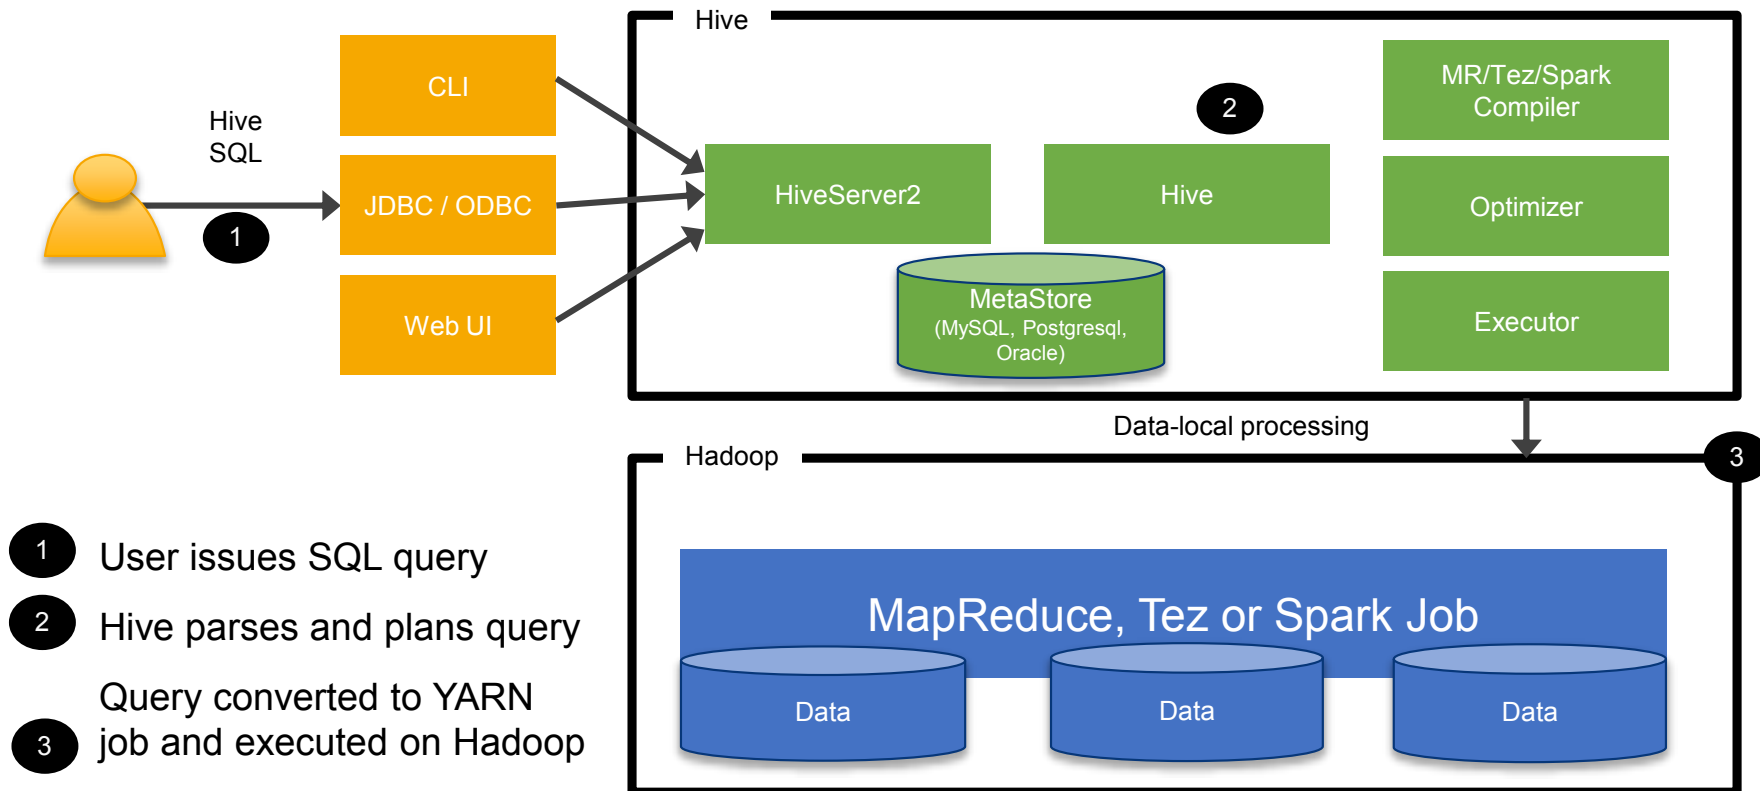 Hive
CLI
MR/Tez/Spark
Compiler
2
Hive
SQL
HiveServer2
Hive
JDBC / ODBC
Optimizer
1
MetaStore
(MySQL, Postgresql,
Oracle)
Web UI
Executor
Data-local processing
Hadoop
3
1 User issues SQL query
2 Hive parses and plans query
Query converted to YARN
3 job and executed on Hadoop
MapReduce, Tez or Spark Job
Data
Data
Data